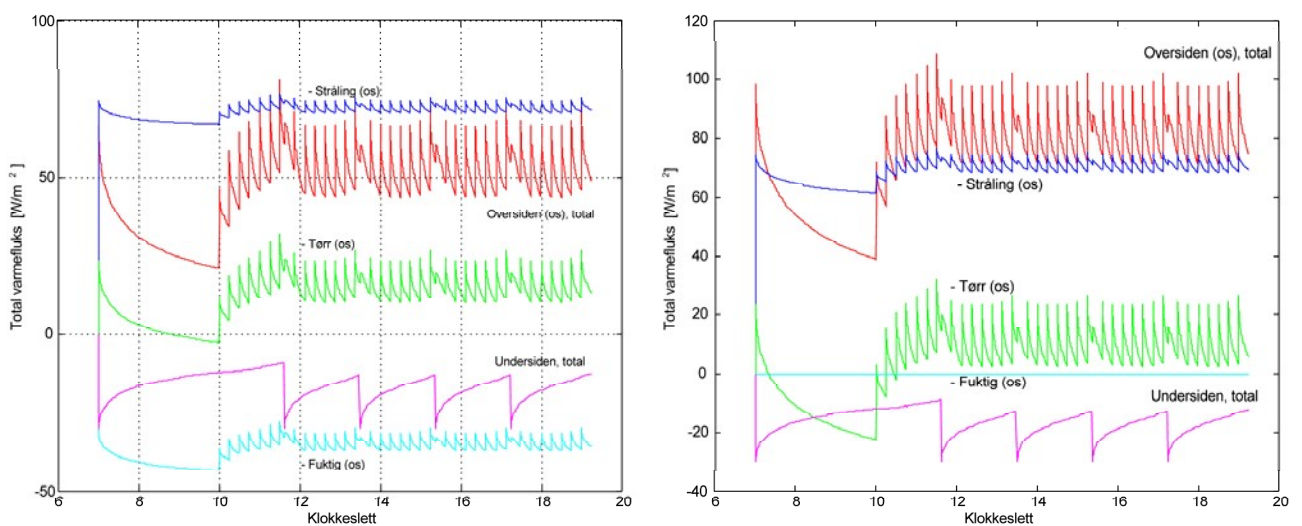 100
- Stråling (os)
50
Oversiden (os), total
- Tørr (os)
0
Undersiden, total
- Fuktig (os)
-50
6 8 10 12 14 16 18 20
Klokkeslett
Total varmefluks [W/m ²]
120
Oversiden (os), total
100
80
- Stråling (os)
60
40
- Tørr (os)
20
0
- Fuktig (os)
Undersiden, total
-20
-40
6 8 10 12 14 16 18 20
Klokkeslett
Total varmefluks [W/m ²]